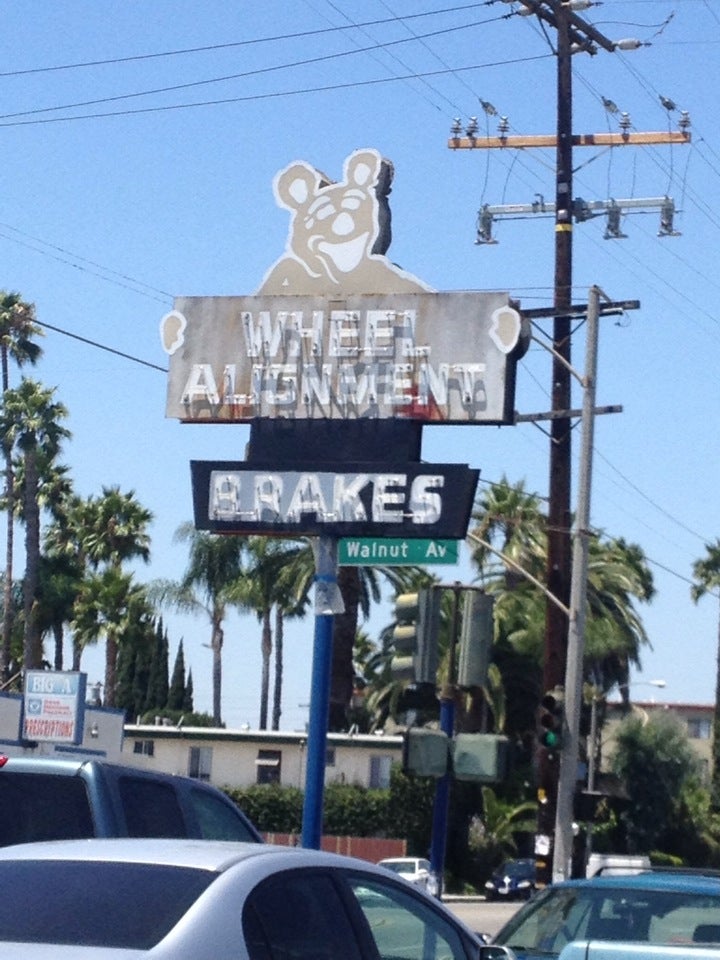 WHEEL
ALIGNMENT
BRAKES
Walnut Av
BIG A
PRESCRIPTIONS